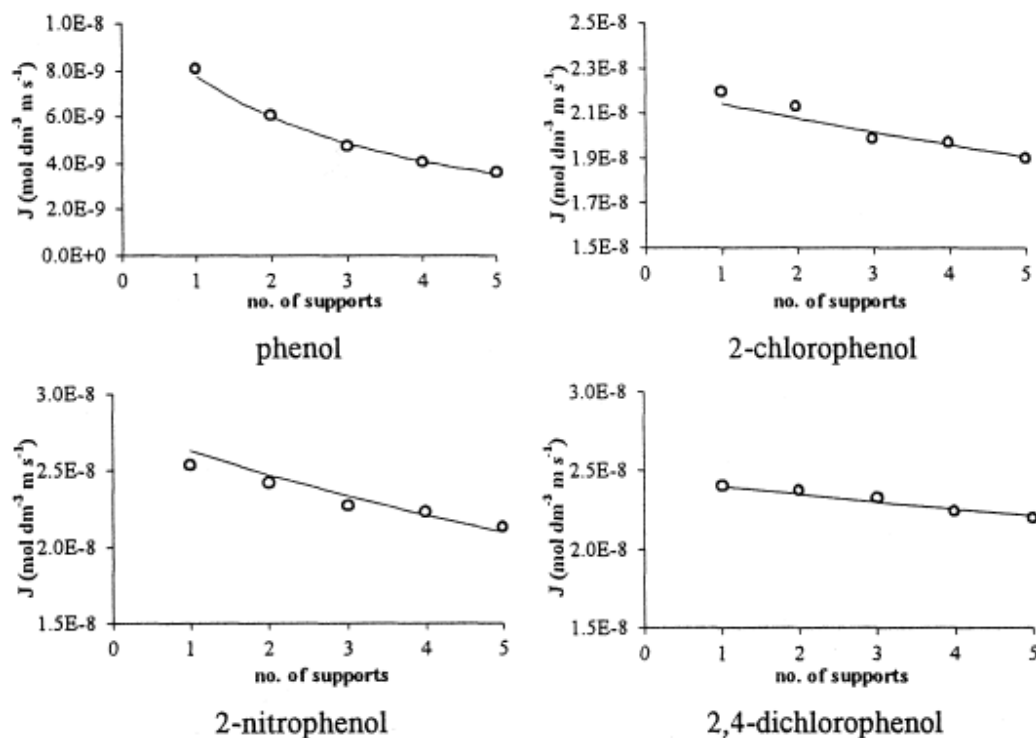 1.0E-8
8.0E-9
6.0E-9
4.0E-9
2.0E-9
0.0E+0
J (mol dm⁻³ m s⁻¹)
0 1 2 3 4 5
no. of supports
phenol
2.5E-8
2.3E-8
2.1E-8
1.9E-8
1.7E-8
1.5E-8
J (mol dm⁻³ m s⁻¹)
0 1 2 3 4 5
no. of supports
2-chlorophenol
3.0E-8
2.5E-8
2.0E-8
1.5E-8
J (mol dm⁻³ m s⁻¹)
0 1 2 3 4 5
no. of supports
2-nitrophenol
3.0E-8
2.5E-8
2.0E-8
1.5E-8
J (mol dm⁻³ m s⁻¹)
0 1 2 3 4 5
no. of supports
2,4-dichlorophenol